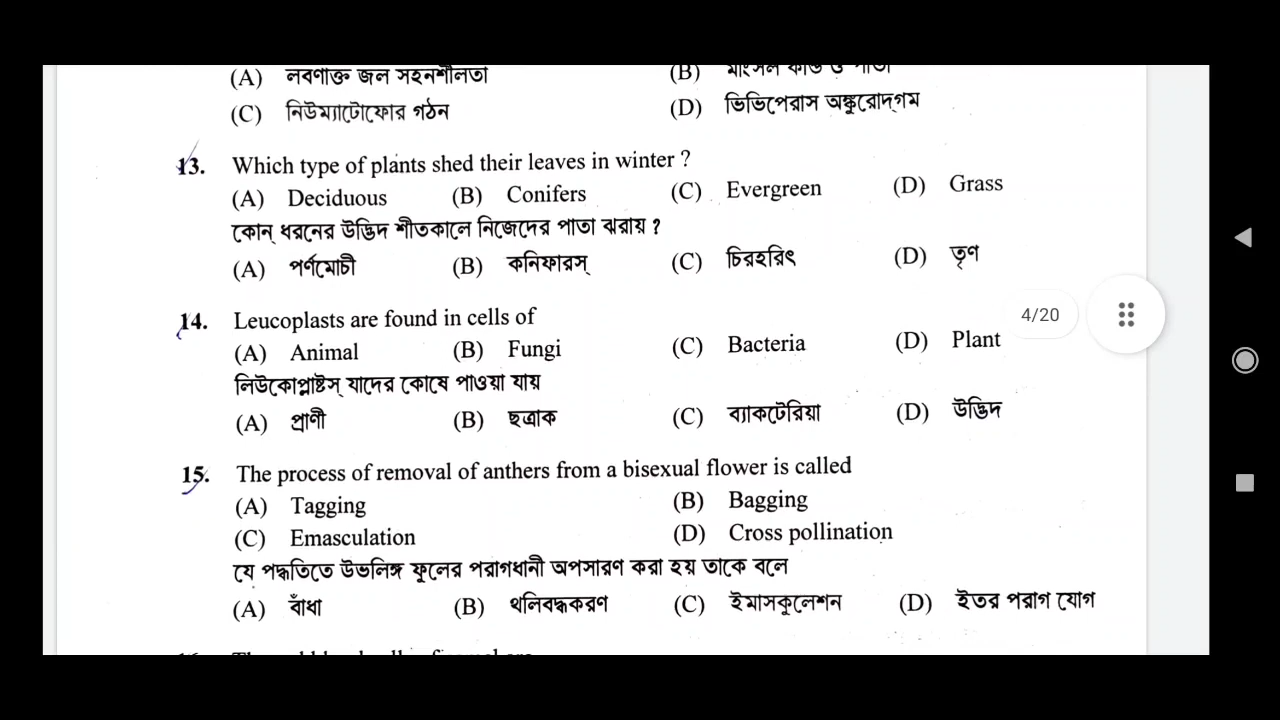 (A) লবণাক্ত জল সহনশীলতা (B) মাংসল কান্ড ও পাতা
(C) নিউম্যাটোফোর গঠন (D) ভিভিপেরাস অঙ্কুরোদ্‌গম
13. Which type of plants shed their leaves in winter ?
(A) Deciduous (B) Conifers (C) Evergreen (D) Grass
কোন্ ধরনের উদ্ভিদ শীতকালে নিজেদের পাতা ঝরায় ?
(A) পর্ণমোচী (B) কনিফারস্ (C) চিরহরিৎ (D) তৃণ
14. Leucoplasts are found in cells of
4/20
(A) Animal (B) Fungi (C) Bacteria (D) Plant
লিউকোপ্লাষ্টস্ যাদের কোষে পাওয়া যায়
(A) প্রাণী (B) ছত্রাক (C) ব্যাকটেরিয়া (D) উদ্ভিদ
15. The process of removal of anthers from a bisexual flower is called
(A) Tagging (B) Bagging
(C) Emasculation (D) Cross pollination
যে পদ্ধতিতে উভলিঙ্গ ফুলের পরাগধানী অপসারণ করা হয় তাকে বলে
(A) বাঁধা (B) থলিবদ্ধকরণ (C) ইমাসকুলেশন (D) ইতর পরাগ যোগ